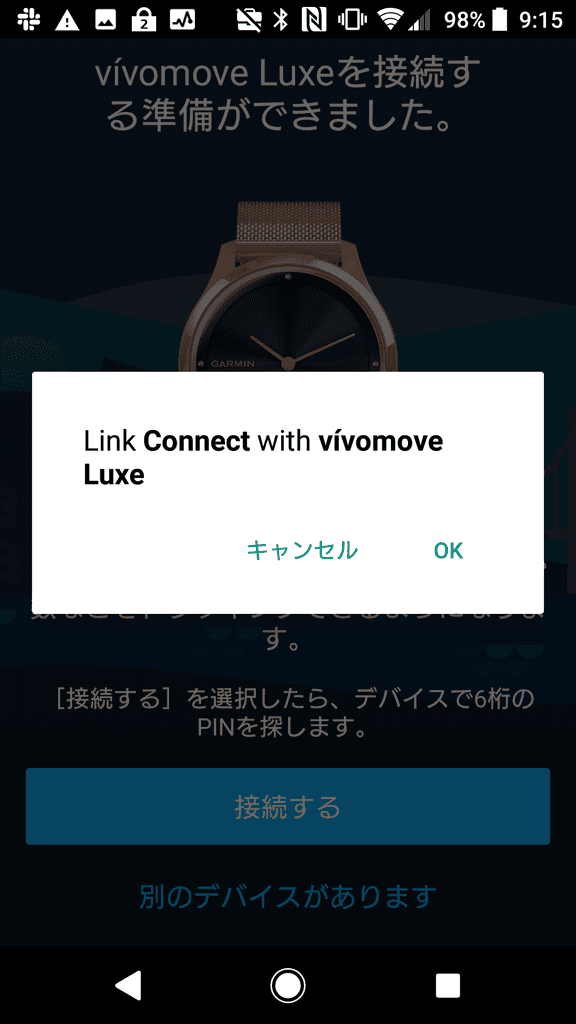 2
98%
9:15
vívomove Luxeを接続す
る準備ができました。
GARMIN
Link Connect with vívomove
Luxe
キャンセル
OK
す。
［接続する］を選択したら、デバイスで6桁の
PINを探します。
接続する
別のデバイスがあります